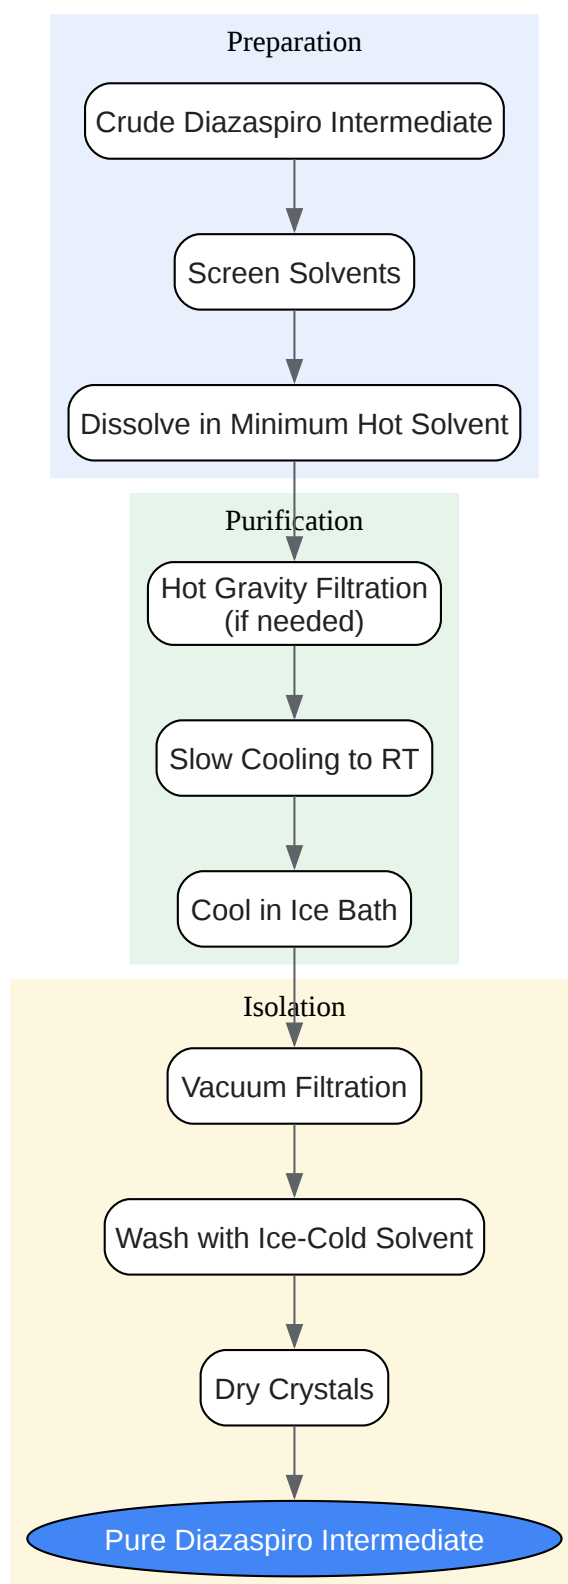 Preparation
Crude Diazaspiro Intermediate
Screen Solvents
Dissolve in Minimum Hot Solvent
Purification
Hot Gravity Filtration
(if needed)
Slow Cooling to RT
Cool in Ice Bath
Isolation
Vacuum Filtration
Wash with Ice-Cold Solvent
Dry Crystals
Pure Diazaspiro Intermediate